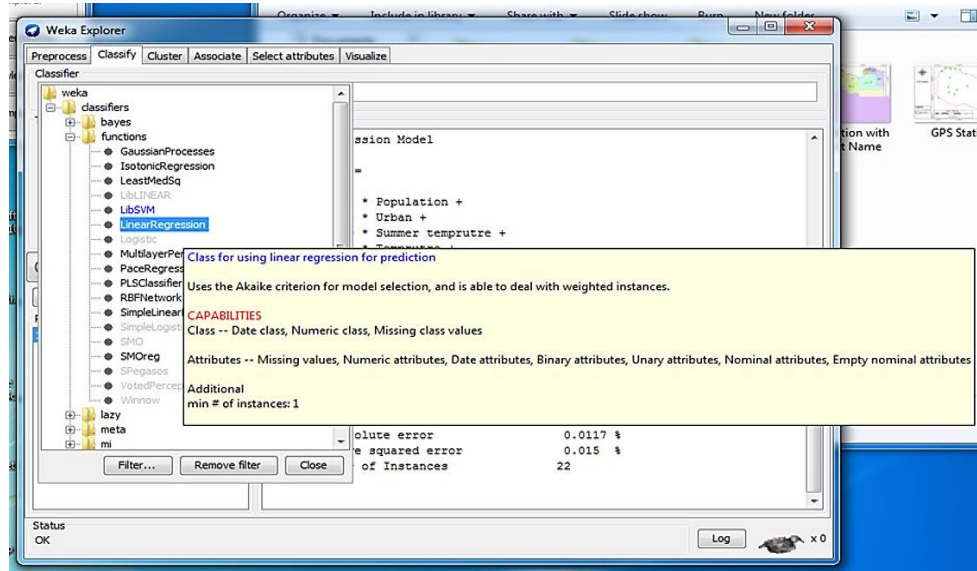 Organize Include in library Share with Slide show Burn New folder
Weka Explorer
Preprocess Classify Cluster Associate Select attributes Visualize
Classifier
weka
classifiers
bayes
functions
GaussianProcesses
IsotonicRegression
LeastMedSq
LibLINEAR
LibSVM
LinearRegression
Logistic
MultilayerPer
PaceRegress
PLSClassifier
RBFNetwork
SimpleLinear
SimpleLogist
SMO
SMOreg
SPegasos
VotedPercep
Winnow
lazy
meta
mi
Filter... Remove filter Close
ssion Model
=
* Population +
* Urban +
* Summer temprutre +
* Temprutre +
Class for using linear regression for prediction
Uses the Akaike criterion for model selection, and is able to deal with weighted instances.
CAPABILITIES
Class -- Date class, Numeric class, Missing class values
Attributes -- Missing values, Numeric attributes, Date attributes, Binary attributes, Unary attributes, Nominal attributes, Empty nominal attributes
Additional
min # of instances: 1
olute error 0.0117 %
e squared error 0.015 %
of Instances 22
Status
OK
Log x 0
tion with
t Name
GPS Stat